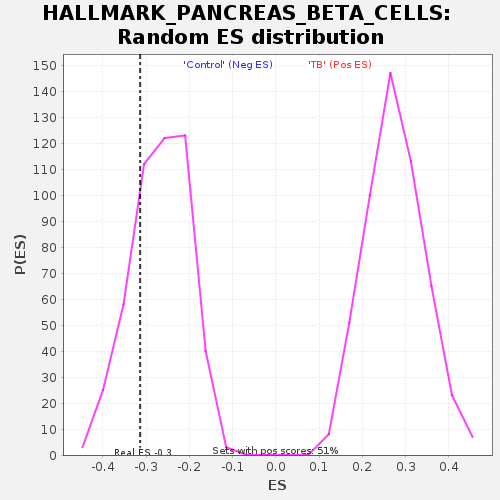 HALLMARK_PANCREAS_BETA_CELLS:
Random ES distribution
'Control' (Neg ES)
'TB' (Pos ES)
150
140
130
120
110
100
90
80
70
60
50
40
30
20
10
0
P(ES)
Real ES -0.3
Sets with pos scores: 51%
-0.4 -0.3 -0.2 -0.1 0.0 0.1 0.2 0.3 0.4
ES